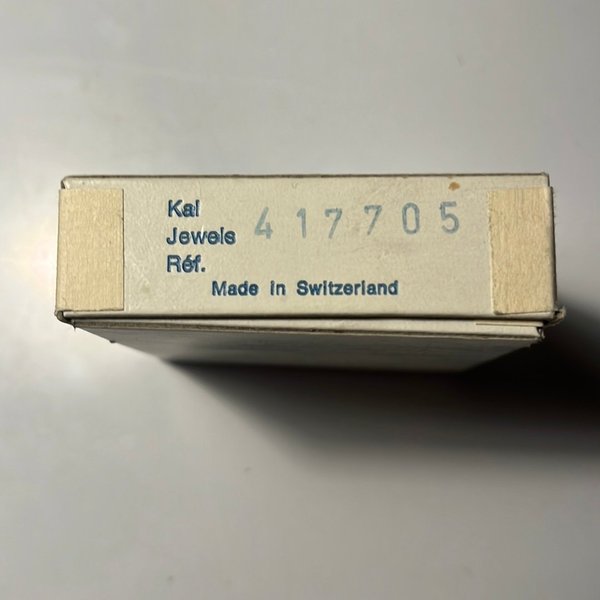 Kal
Jewels 417705
Réf.
Made in Switzerland